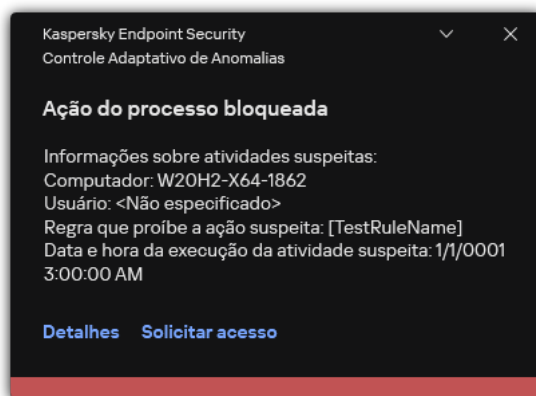 Kaspersky Endpoint Security
Controle Adaptativo de Anomalias
Ação do processo bloqueada
Informações sobre atividades suspeitas:
Computador: W20H2-X64-1862
Usuário: <Não especificado>
Regra que proíbe a ação suspeita: [TestRuleName]
Data e hora da execução da atividade suspeita: 1/1/0001
3:00:00 AM
Detalhes Solicitar acesso